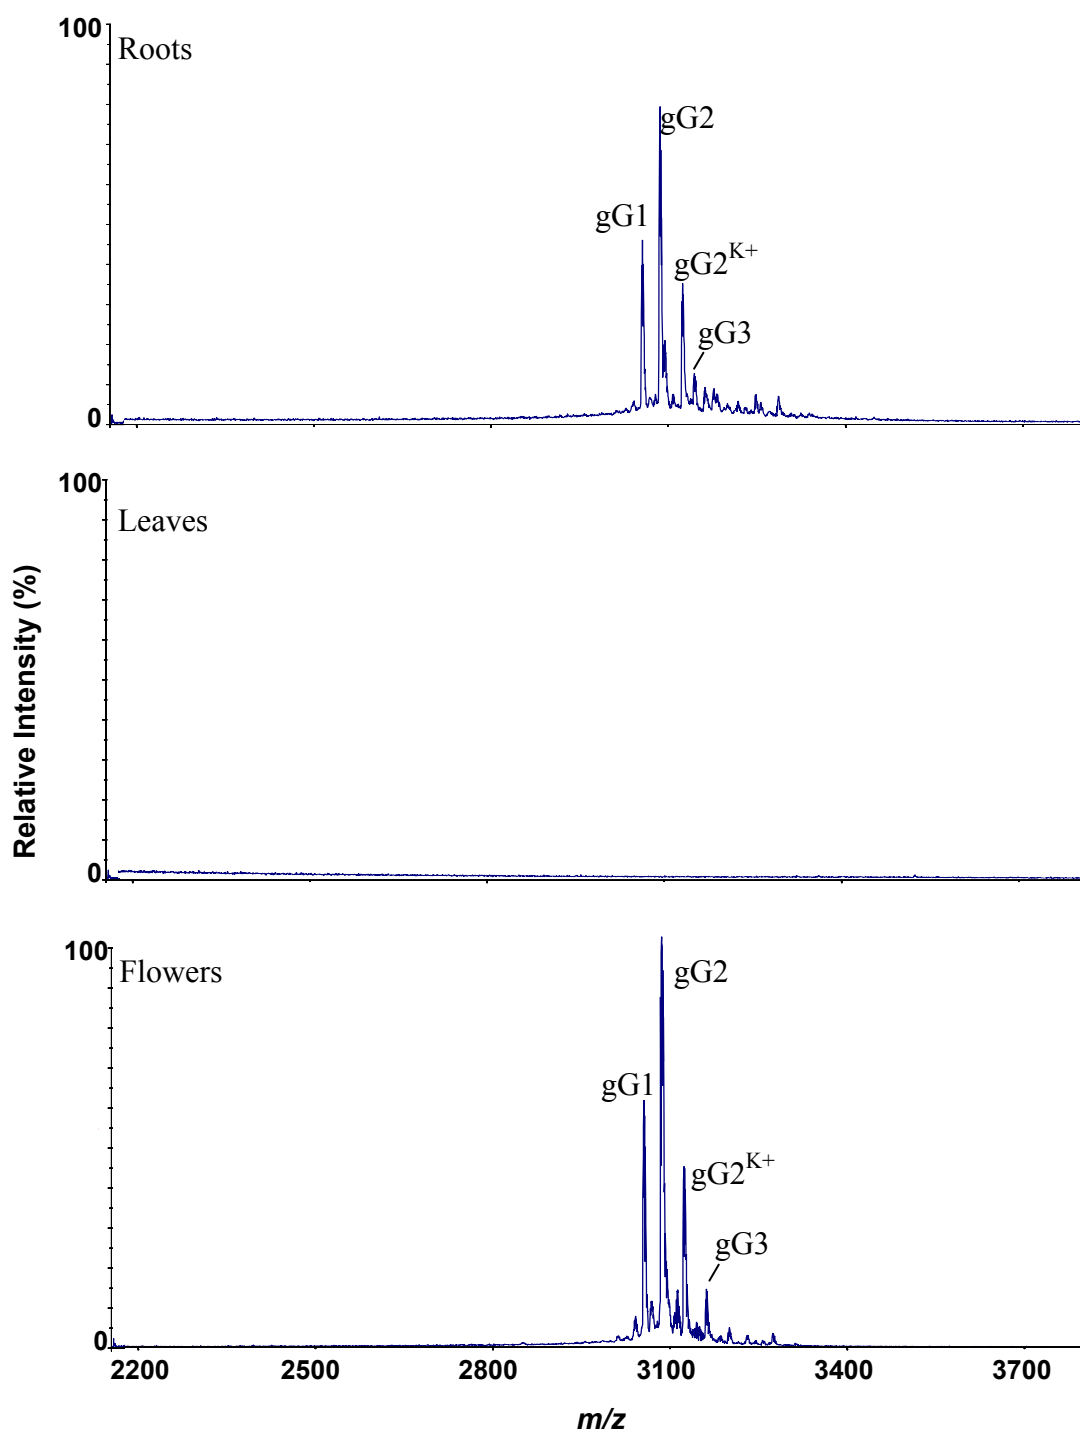 100
Roots
gG2
gG1
gG2K+
gG3
0
100
Leaves
Relative Intensity (%)
0
100
Flowers
gG2
gG1
gG2K+
gG3
0
2200 2500 2800 3100 3400 3700
m/z